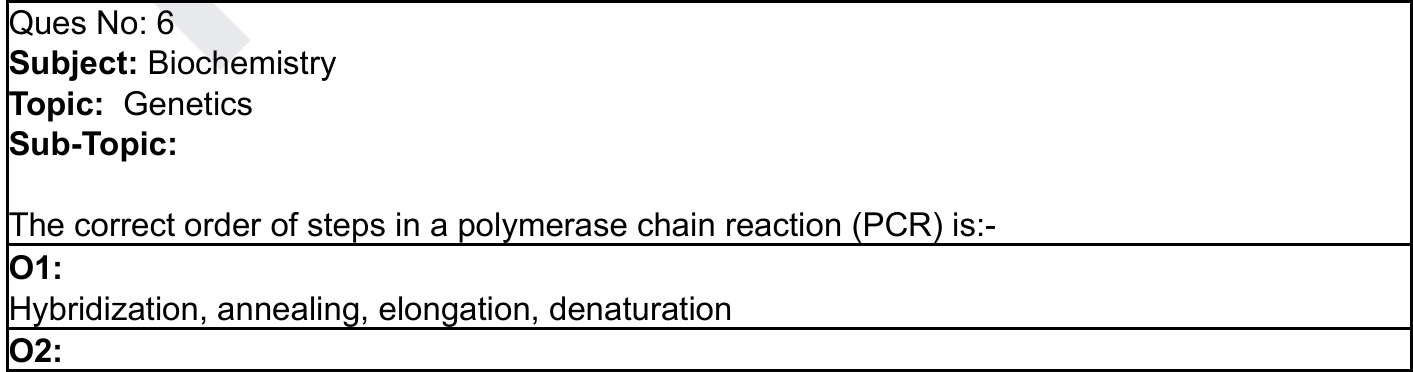 Ques No: 6
Subject: Biochemistry
Topic: Genetics
Sub-Topic:
The correct order of steps in a polymerase chain reaction (PCR) is:-
O1:
Hybridization, annealing, elongation, denaturation
O2: